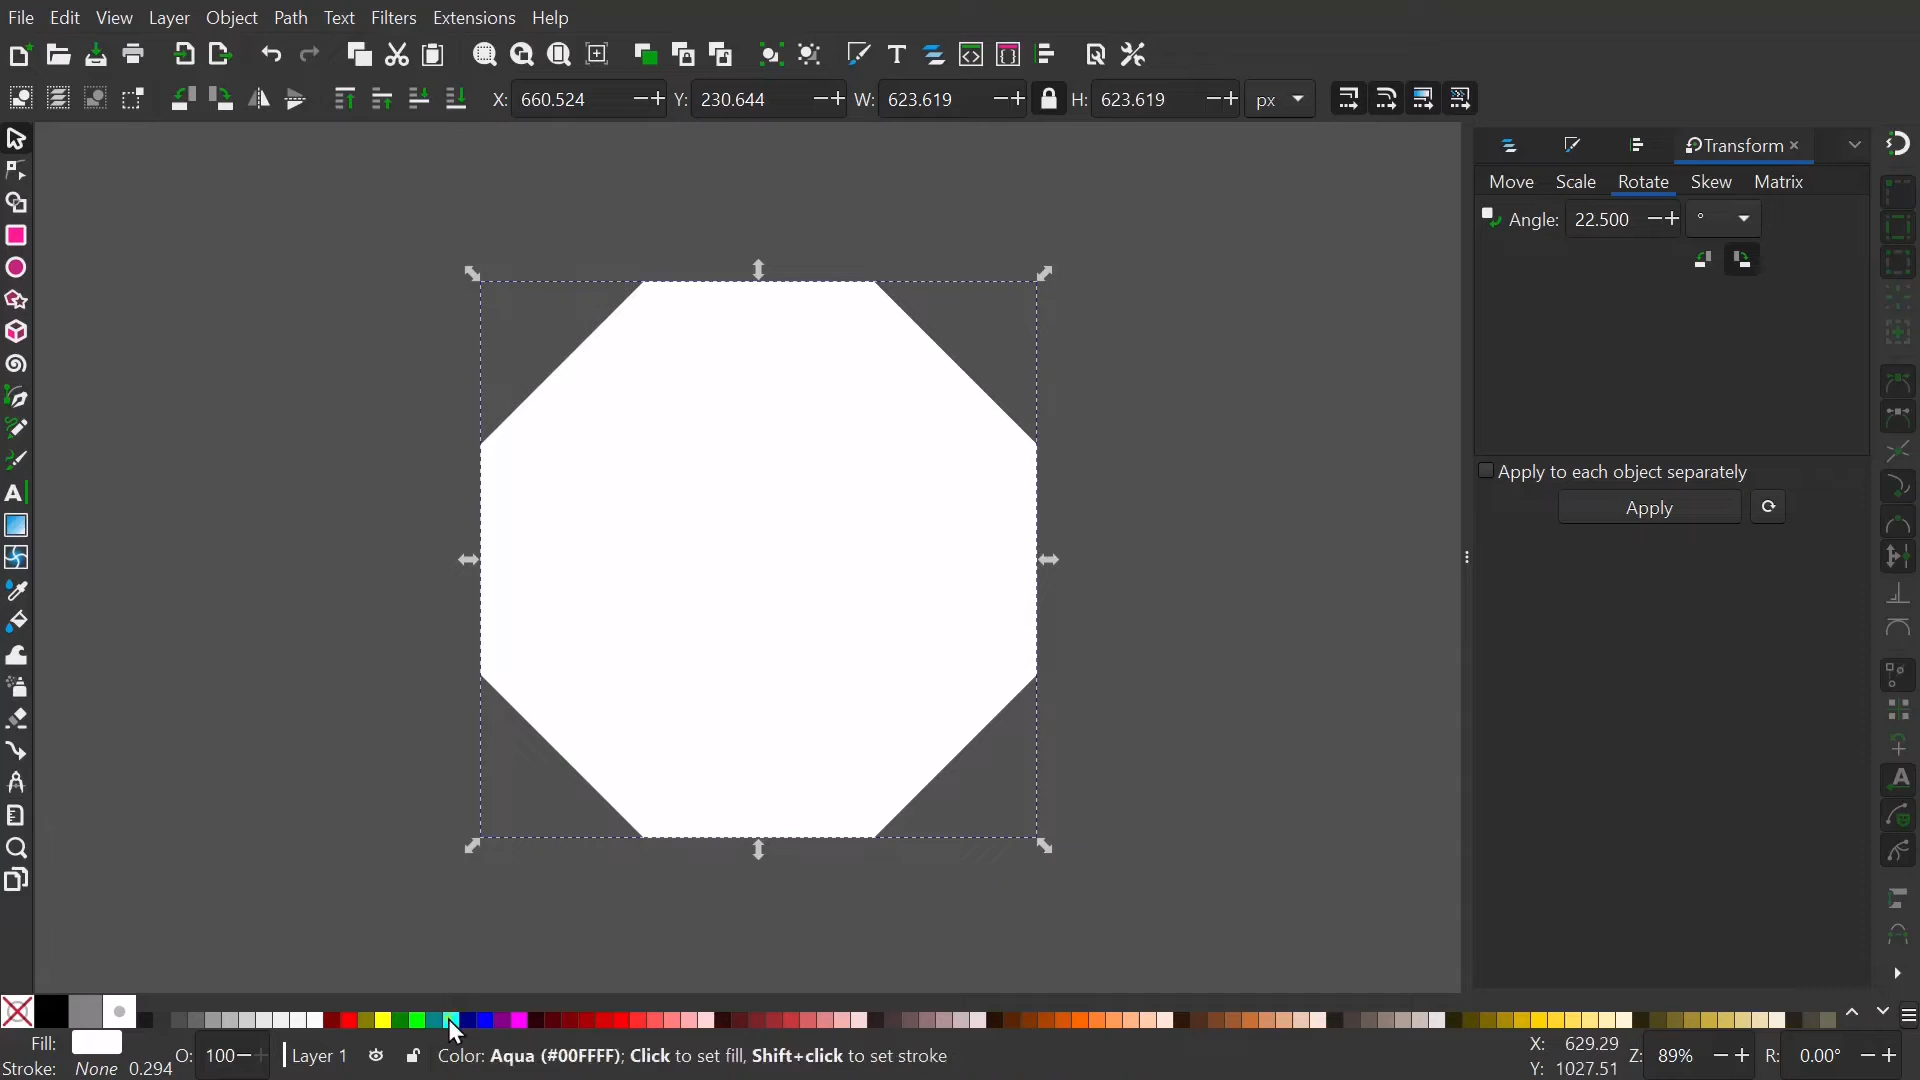 File Edit View Layer Object Path Text Filters Extensions Help
X: 660.524 Y: 230.644 W: 623.619 H: 623.619 px
Transform
Move Scale Rotate Skew Matrix
Angle: 22.500 °
Apply to each object separately
Apply
Fill:
Stroke: None 0.294
O: 100
Layer 1
Color: Aqua (#00FFFF); Click to set fill, Shift+click to set stroke
X: 629.29
Y: 1027.51
Z: 89%
R: 0.00°